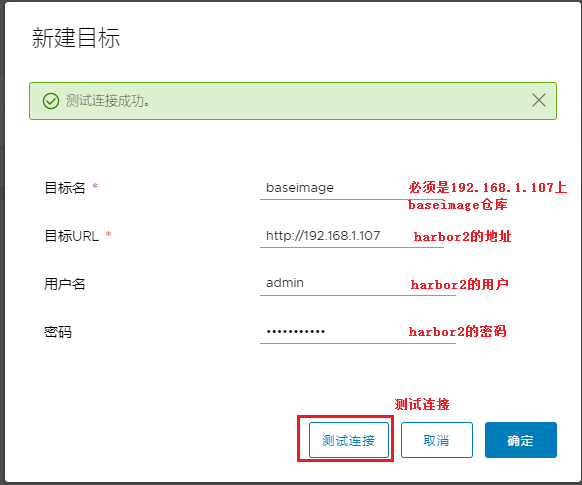 新建目标
测试连接成功。
目标名 * baseimage 必须是192.168.1.107上
baseimage仓库
目标URL * http://192.168.1.107 harbor2的地址
用户名 admin harbor2的用户
密码 ••••••••••• harbor2的密码
测试连接
测试连接 取消 确定